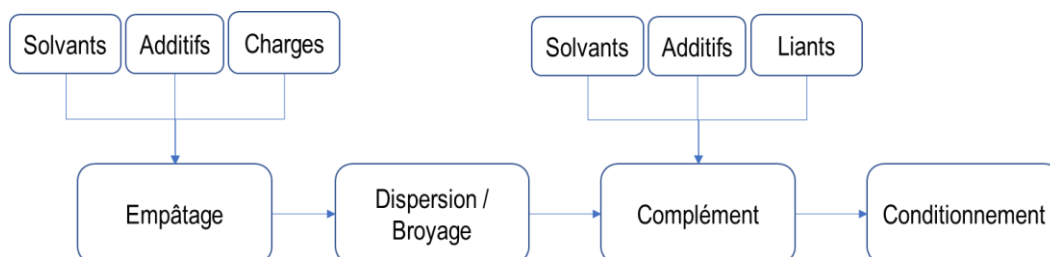 Solvants
Additifs
Charges
Solvants
Additifs
Liants
Empâtage
Dispersion /
Broyage
Complément
Conditionnement